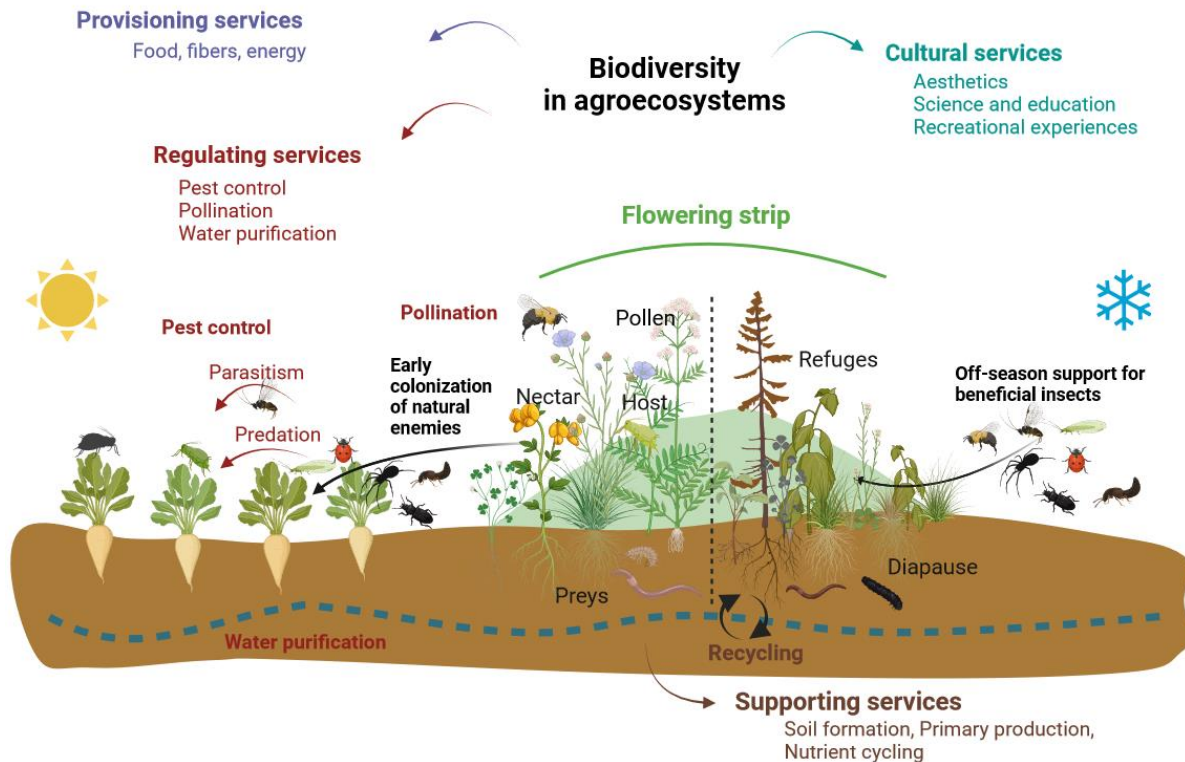 Provisioning services
Food, fibers, energy
Biodiversity
in agroecosystems
Cultural services
Aesthetics
Science and education
Recreational experiences
Regulating services
Pest control
Pollination
Water purification
Flowering strip
Pest control
Parasitism
Predation
Pollination
Early
colonization
of natural
enemies
Pollen
Nectar
Host
Refuges
Off-season support for
beneficial insects
Preys
Diapause
Water purification
Recycling
Supporting services
Soil formation, Primary production,
Nutrient cycling